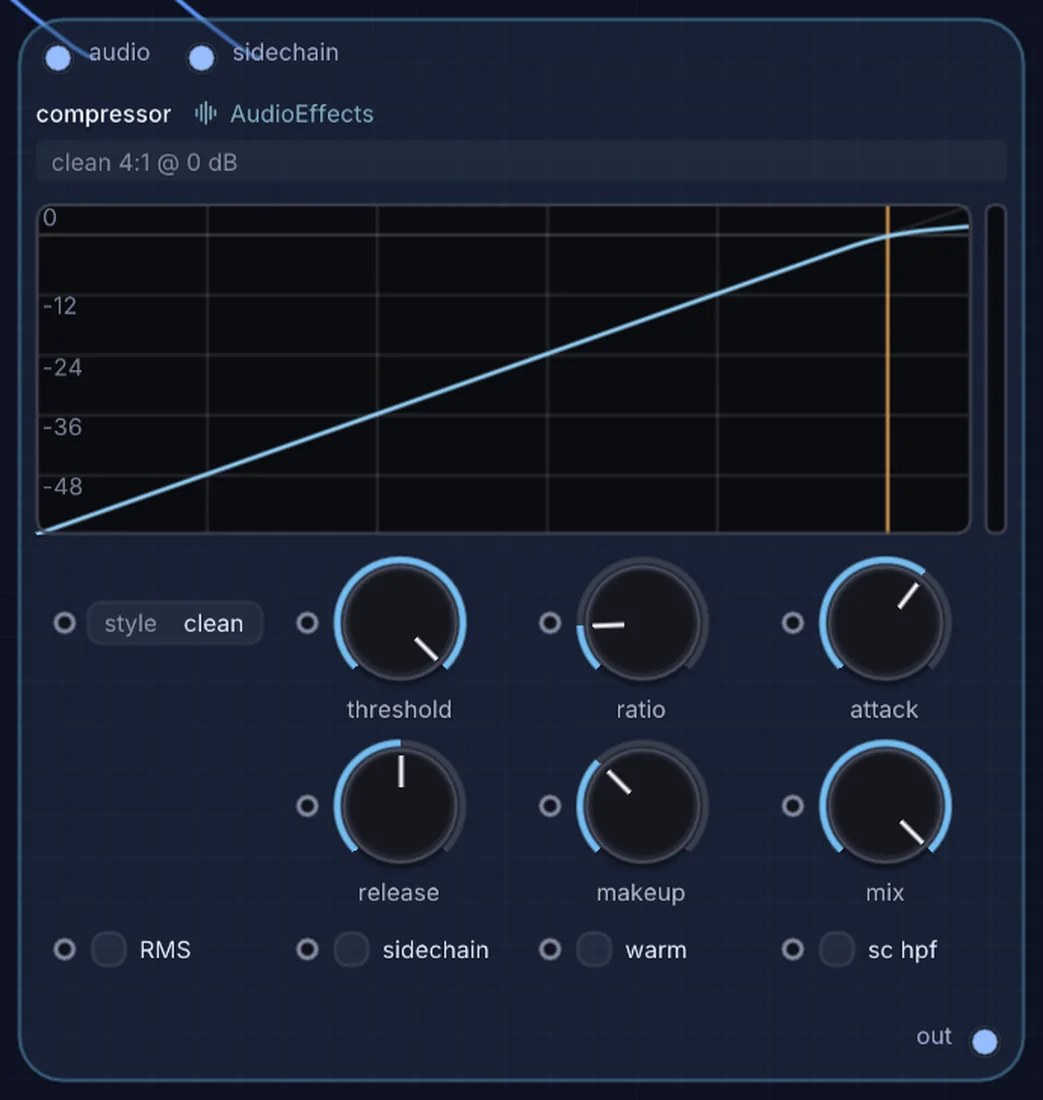 audio sidechain
compressor AudioEffects
clean 4:1 @ 0 dB
0
-12
-24
-36
-48
style clean
threshold ratio attack
release makeup mix
RMS sidechain warm sc hpf
out